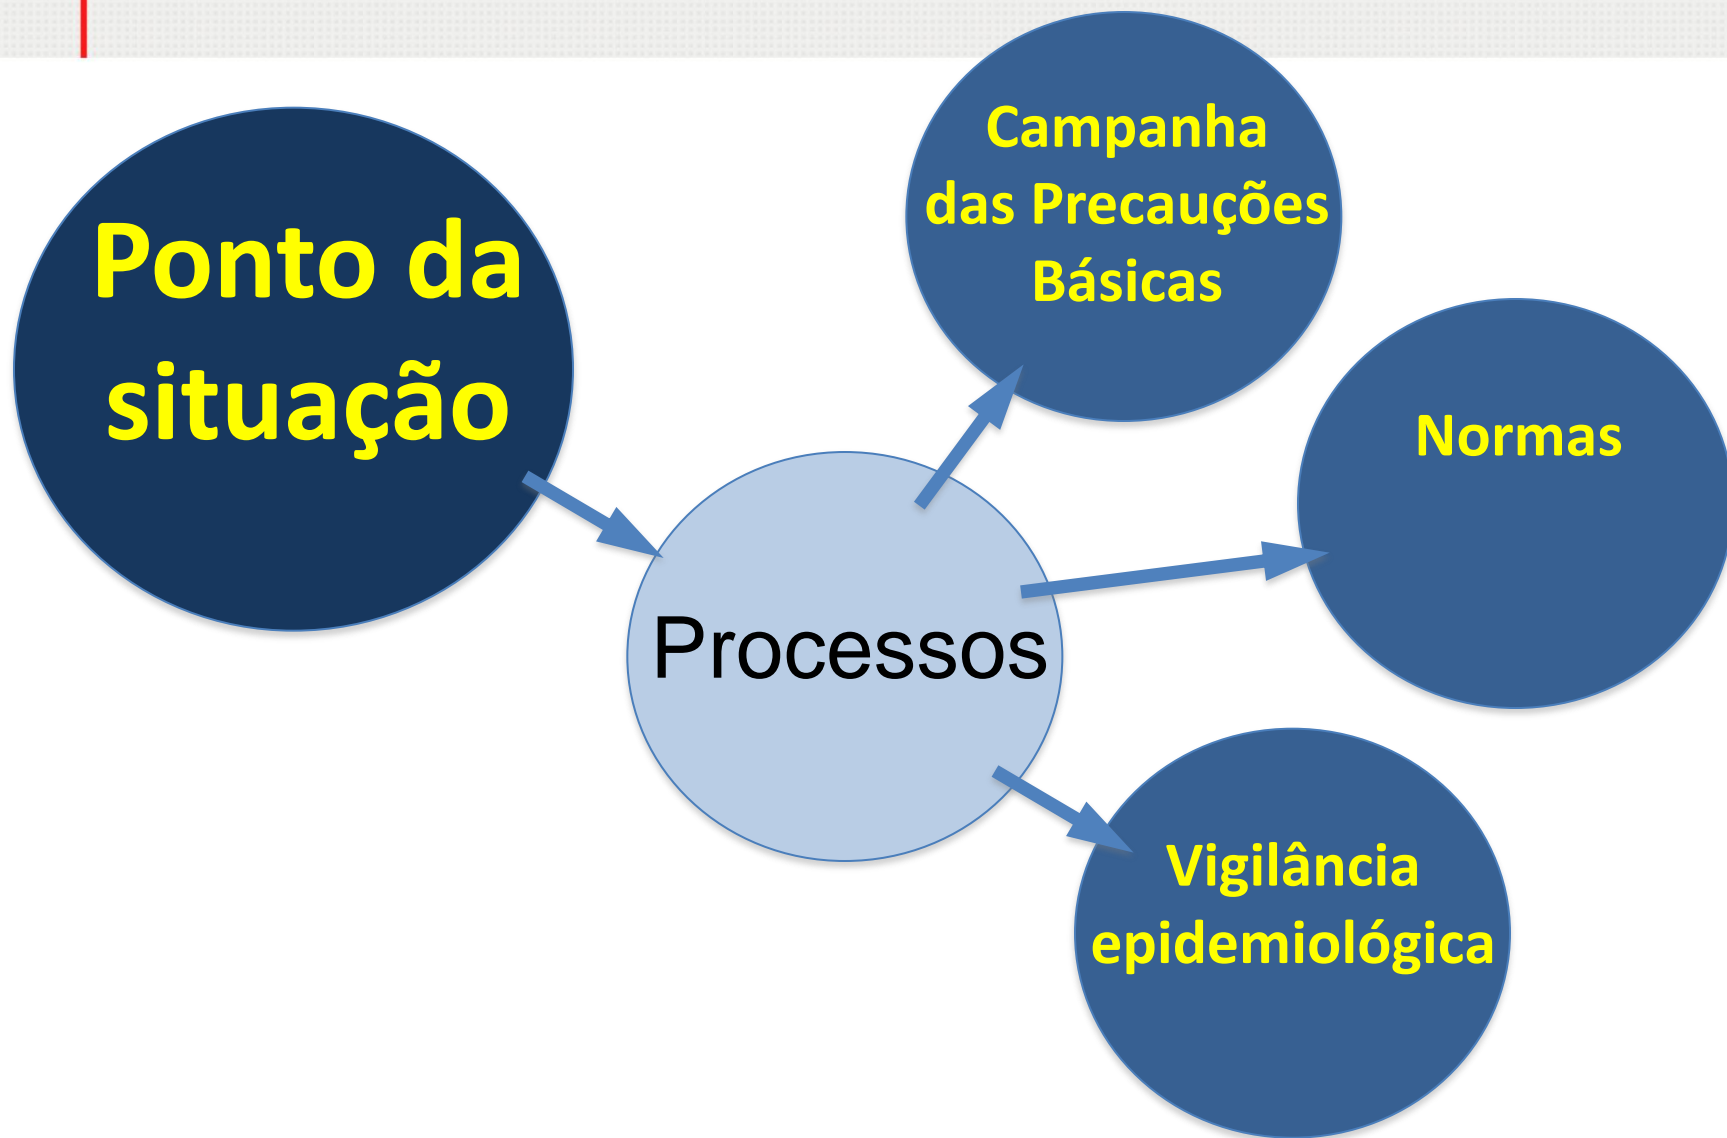 Ponto da
situação
Campanha
das Precauções
Básicas
Normas
Processos
Vigilância
epidemiológica